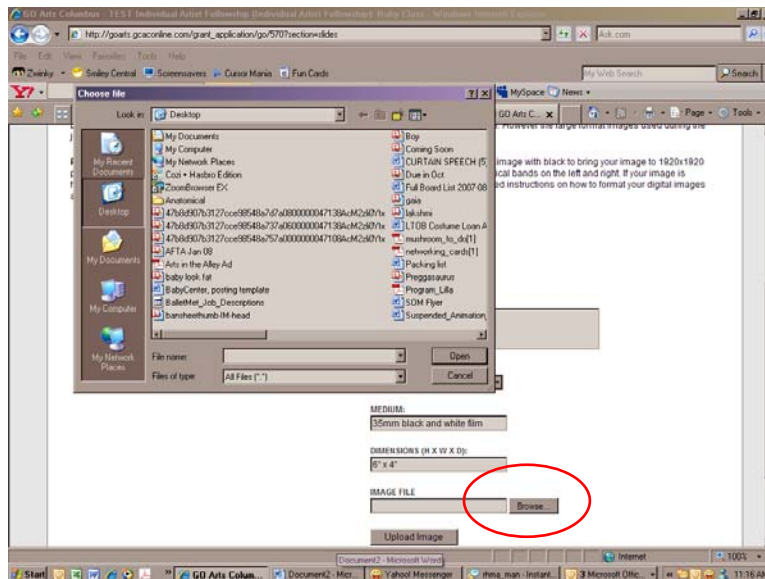 GO Arts Columbus - TEST Individual Artist Fellowship (Individual Artist Fellowship): Ruby Class - Windows Internet Explorer
http://goarts.gcaconline.com/grant_application/go/570?section=slides
Ask.com
File Edit View Favorites Tools Help
Zwinky Smiley Central Screensavers Cursor Mania Fun Cards
My Web Search
Search
MySpace News
GO Arts C...
Page Tools
Choose file
Look in: Desktop
My Recent Documents
Desktop
My Documents
My Computer
My Network Places
My Documents
My Computer
My Network Places
Cozi • Hasbro Edition
ZoomBrowser EX
Anatomical
AFTA Jan 08
Arts in the Alley Ad
baby look fat
BabyCenter, posting template
BalletMet_Job_Descriptions
bansheethumb-IM-head
Boy
Coming Soon
CURTAIN SPEECH (5
Due in Oct
Full Board List 2007-08
gaia
lakshmi
LTOB Costume Loan A
mushroom_to_do[1]
networking_cards[1]
Packing list
Preggasaurus
Program_Lilla
SOM Flyer
Suspended_Animation,
File name:
Open
Files of type: All Files (*.*)
Cancel
However the large format images used during the
image with black to bring your image to 1920x1920
ical bands on the left and right. If your image is
ed instructions on how to format your digital images
MEDIUM:
35mm black and white film
DIMENSIONS (H X W X D):
6" x 4"
IMAGE FILE
Browse...
Upload Image
Document2 - Microsoft Word
Internet
100%
Start
GO Arts Colum...
Document2 - Micr...
Yahoo! Messenger
rhma_man - Instant...
3 Microsoft Offic...
11:16 AM